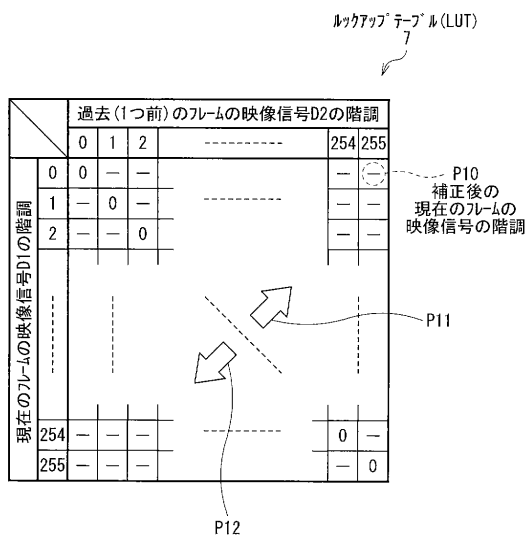 ルックアップテーブル(LUT)
7
過去(1つ前)のフレームの映像信号D2の階調
0 1 2 254 255
現在のフレームの映像信号D1の階調
0 0 — — — —
1 — 0 — — —
2 — — 0 — —
P10
補正後の
現在のフレームの
映像信号の階調
P11
254 — — — 0 —
255 — — — — 0
P12